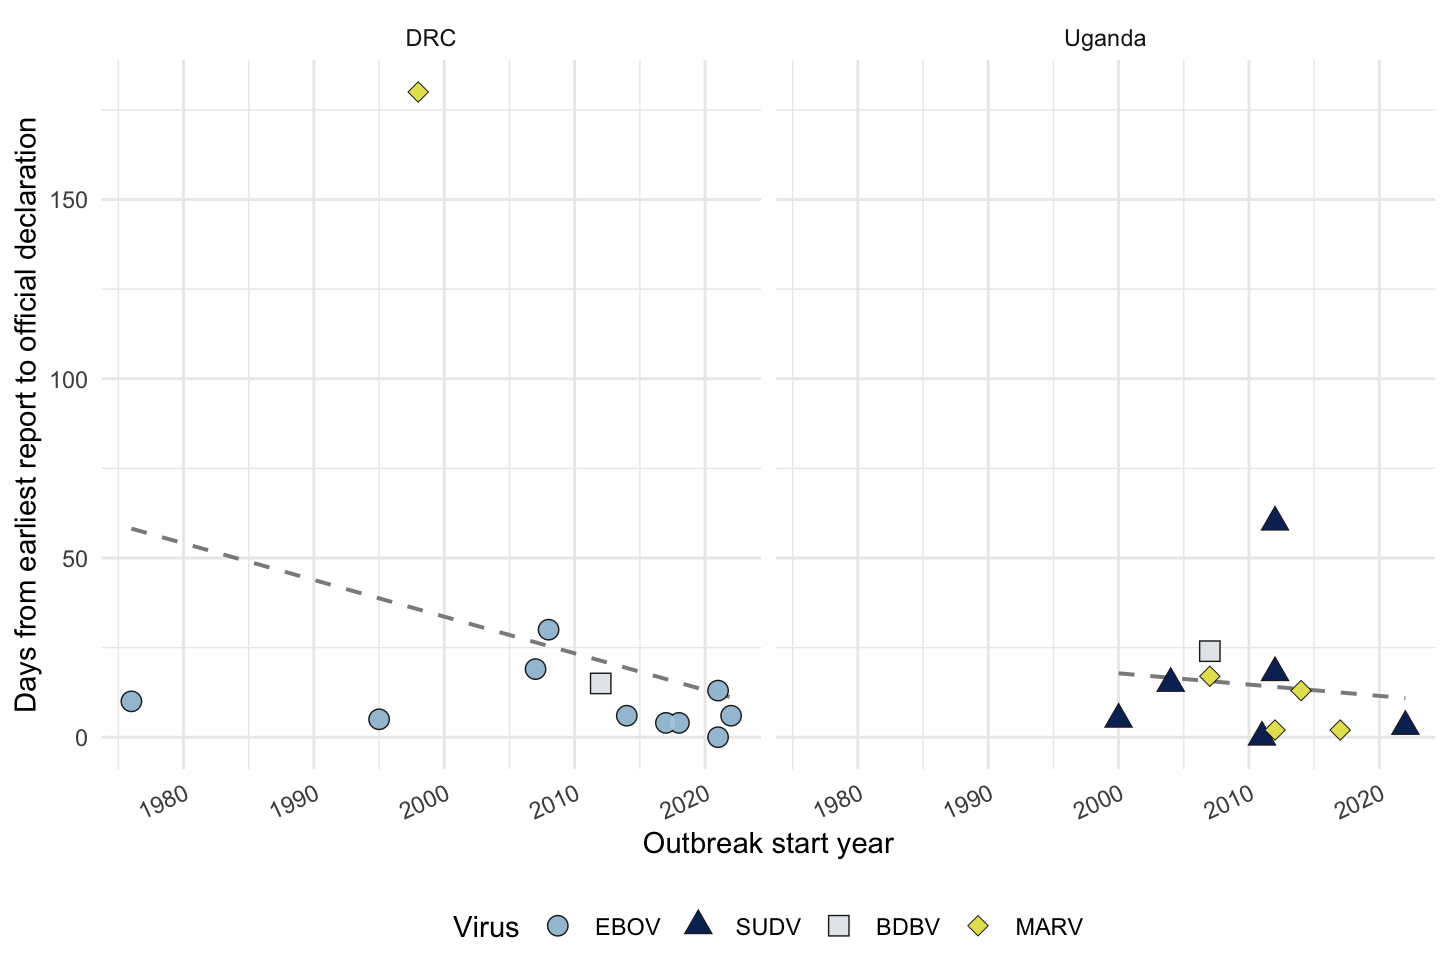 DRC
Uganda
Days from earliest report to official declaration
150
100
50
0
1980
1990
2000
2010
2020
1980
1990
2000
2010
2020
Outbreak start year
Virus EBOV SUDV BDBV MARV